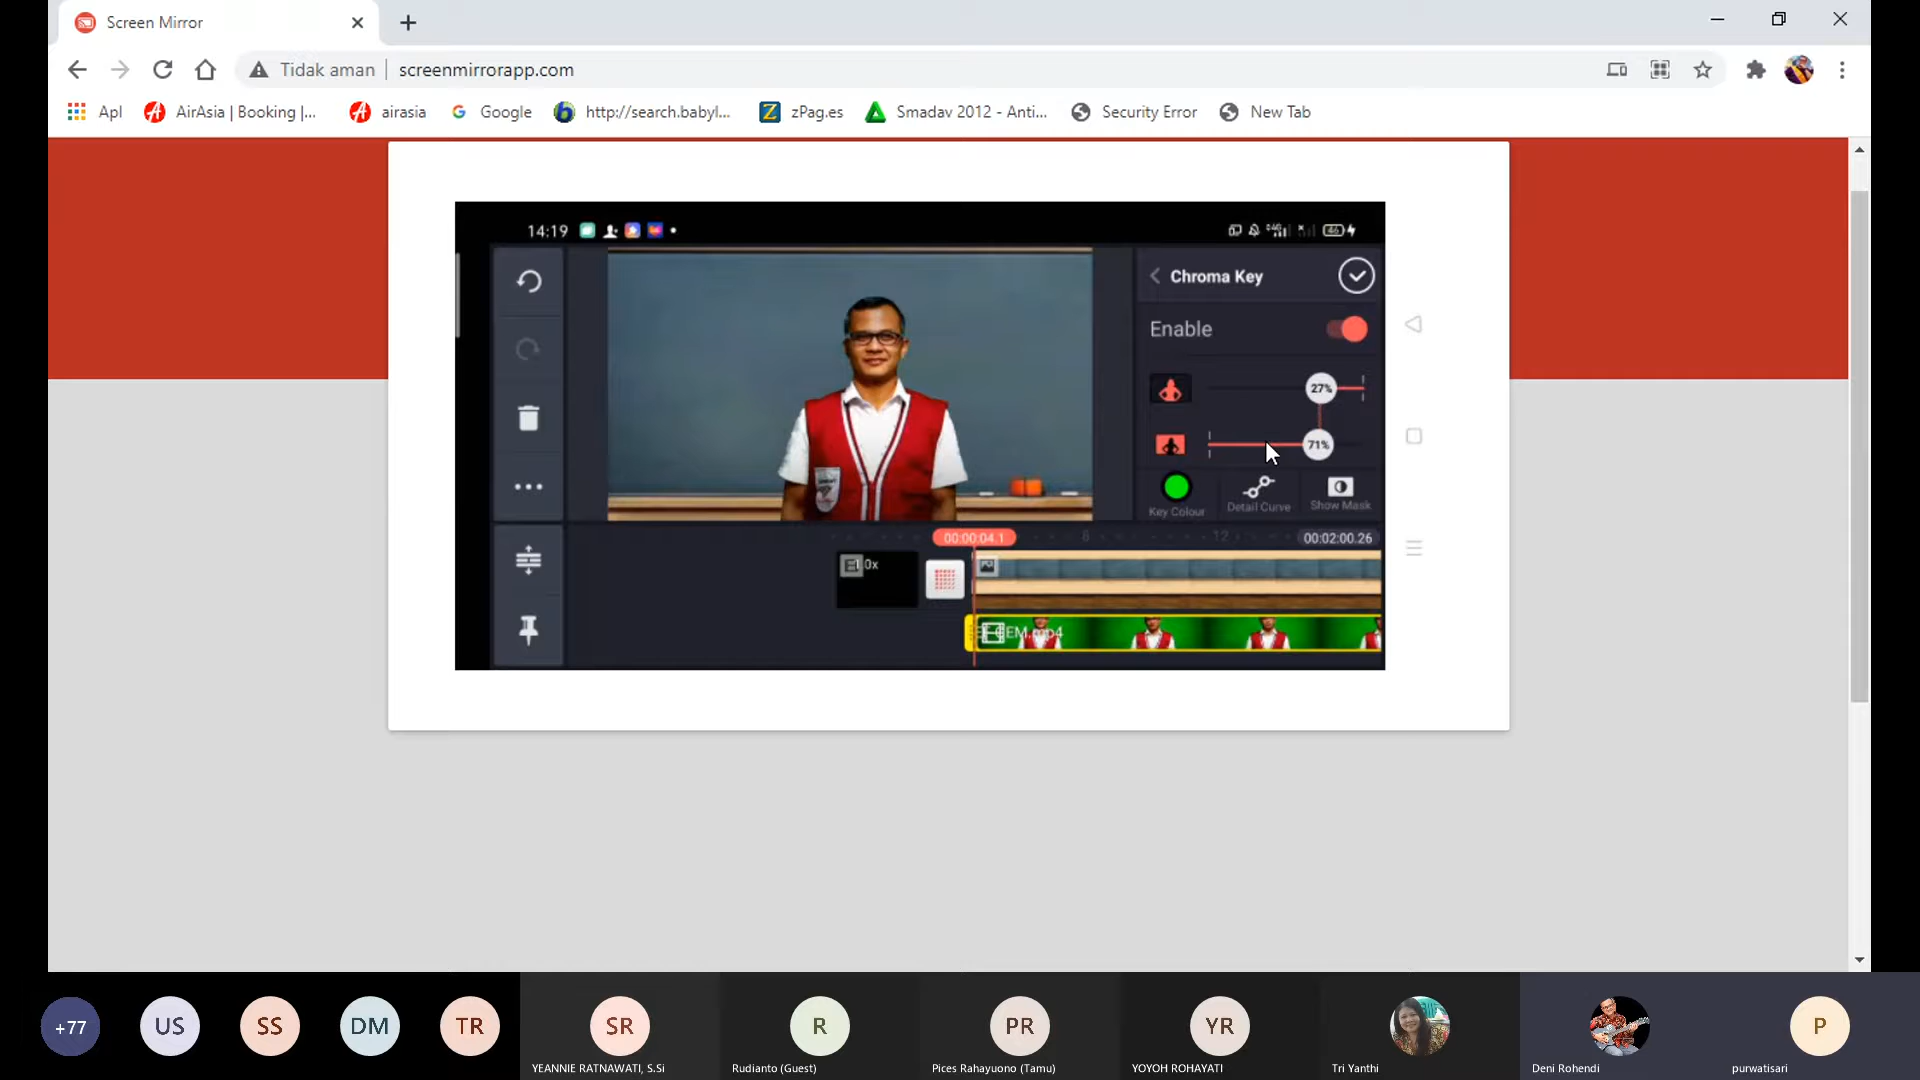 Screen Mirror
Tidak aman
screenmirrorapp.com
Apl
AirAsia | Booking |...
airasia
Google
http://search.babyl...
zPag.es
Smadav 2012 - Anti...
Security Error
New Tab
14:19
Chroma Key
Enable
27%
71%
Key Colour
Detail Curve
Show Mask
00:00:04.1
8
12
00:02:00.26
+77
US
SS
DM
TR
SR
R
PR
YR
P
YEANNIE RATNAWATI, S.Si
Rudianto (Guest)
Pices Rahayuono (Tamu)
YOYOH ROHAYATI
Tri Yanthi
Deni Rohendi
purwatisari